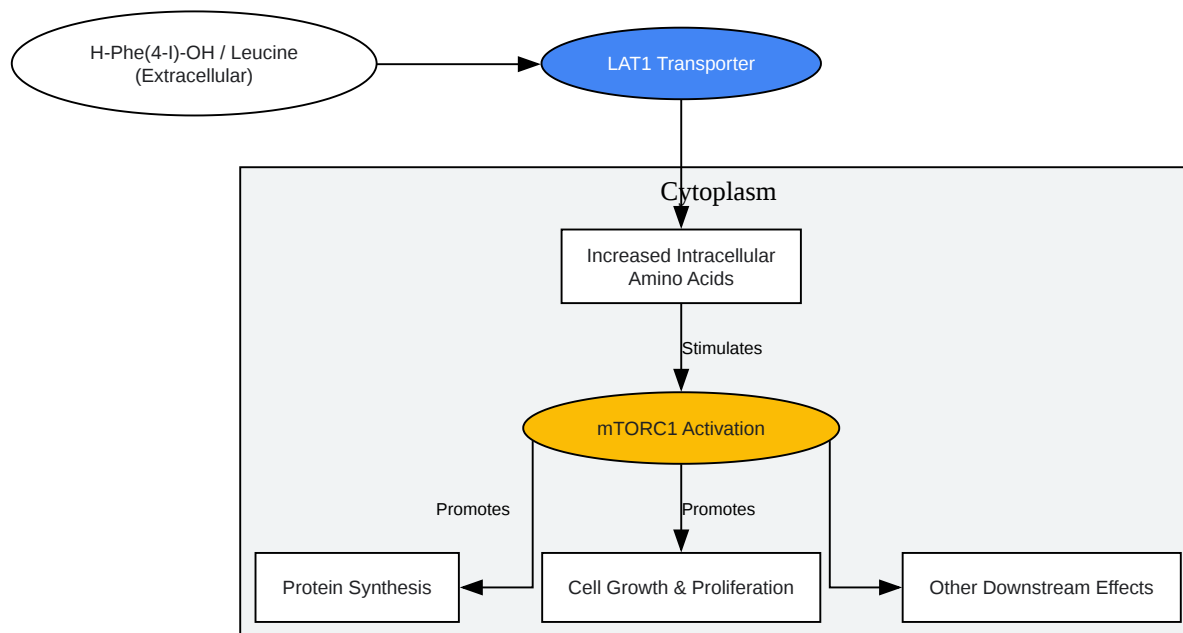 H-Phe(4-I)-OH / Leucine
(Extracellular)
LAT1 Transporter
Cytoplasm
Increased Intracellular
Amino Acids
Stimulates
mTORC1 Activation
Promotes
Promotes
Protein Synthesis
Cell Growth & Proliferation
Other Downstream Effects